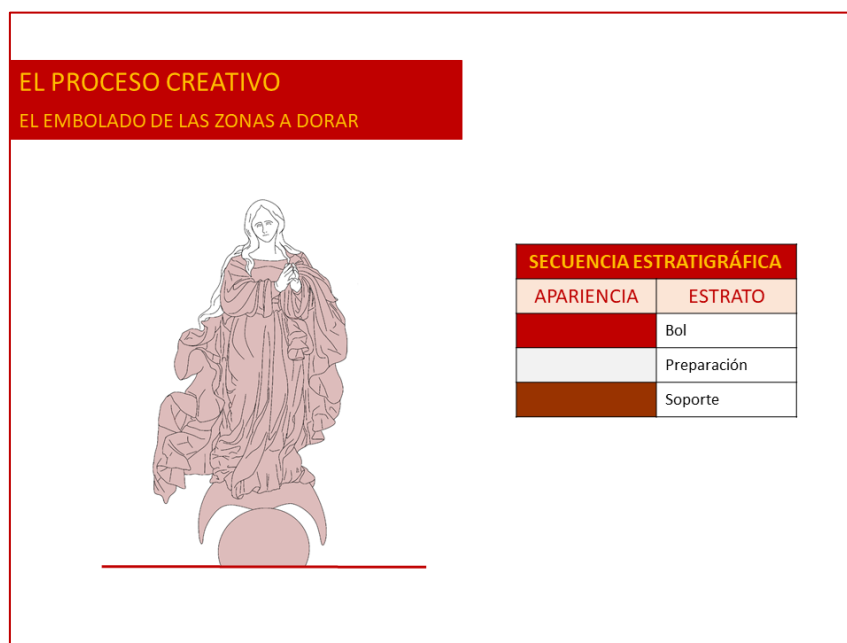 EL PROCESO CREATIVO
EL EMBOLADO DE LAS ZONAS A DORAR
SECUENCIA ESTRATIGRÁFICA
APARIENCIA ESTRATO
Bol
Preparación
Soporte